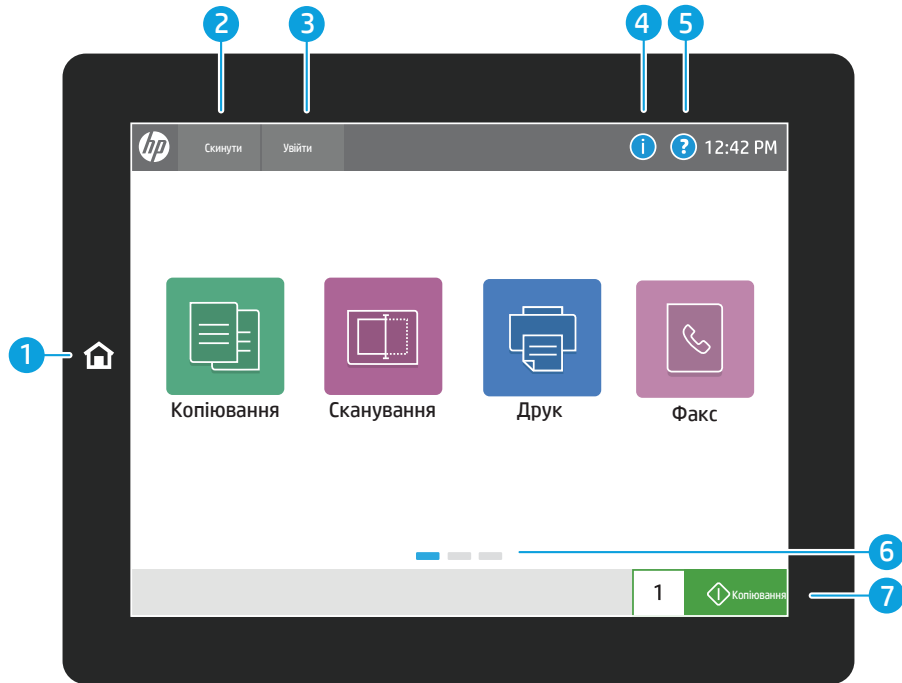 2 3 4 5
hp Скинути Увійти i ? 12:42 PM
1
Копіювання Сканування Друк Факс
6
1 Копіювання 7